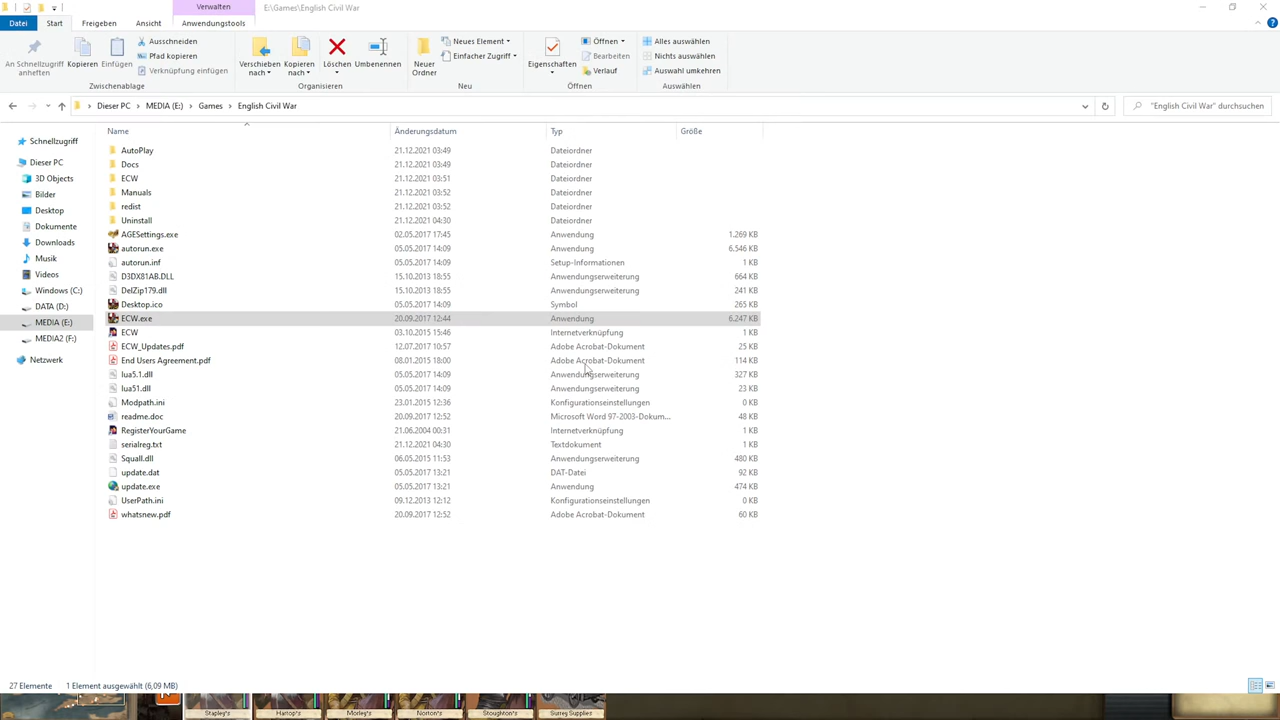 Verwalten
E:\Games\English Civil War
Datei
Start
Freigeben
Ansicht
Anwendungstools
An Schnellzugriff anheften
Kopieren
Einfügen
Ausschneiden
Pfad kopieren
Verknüpfung einfügen
Zwischenablage
Verschieben nach
Kopieren nach
Löschen
Umbenennen
Organisieren
Neuer Ordner
Neues Element
Einfacher Zugriff
Neu
Eigenschaften
Öffnen
Bearbeiten
Verlauf
Öffnen
Alles auswählen
Nichts auswählen
Auswahl umkehren
Auswählen
Dieser PC > MEDIA (E:) > Games > English Civil War
"English Civil War" durchsuchen
Schnellzugriff
Dieser PC
3D Objects
Bilder
Desktop
Dokumente
Downloads
Musik
Videos
Windows (C:)
DATA (D:)
MEDIA (E:)
MEDIA2 (F:)
Netzwerk
Name Änderungsdatum Typ Größe
AutoPlay 21.12.2021 03:49 Dateiordner
Docs 21.12.2021 03:49 Dateiordner
ECW 21.12.2021 03:51 Dateiordner
Manuals 21.12.2021 03:52 Dateiordner
redist 21.12.2021 03:52 Dateiordner
Uninstall 21.12.2021 04:30 Dateiordner
AGESettings.exe 02.05.2017 17:45 Anwendung 1.269 KB
autorun.exe 05.05.2017 14:09 Anwendung 6.546 KB
autorun.inf 05.05.2017 14:09 Setup-Informationen 1 KB
D3DX81AB.DLL 15.10.2013 18:55 Anwendungserweiterung 664 KB
DelZip179.dll 15.10.2013 18:55 Anwendungserweiterung 241 KB
Desktop.ico 05.05.2017 14:09 Symbol 265 KB
ECW.exe 20.09.2017 12:44 Anwendung 6.247 KB
ECW 03.10.2015 15:46 Internetverknüpfung 1 KB
ECW_Updates.pdf 12.07.2017 10:57 Adobe Acrobat-Dokument 25 KB
End Users Agreement.pdf 08.01.2015 18:00 Adobe Acrobat-Dokument 114 KB
lua5.1.dll 05.05.2017 14:09 Anwendungserweiterung 327 KB
lua51.dll 05.05.2017 14:09 Anwendungserweiterung 23 KB
Modpath.ini 23.01.2015 12:36 Konfigurationseinstellungen 0 KB
readme.doc 20.09.2017 12:52 Microsoft Word 97-2003-Dokum... 48 KB
RegisterYourGame 21.06.2004 00:31 Internetverknüpfung 1 KB
serialreg.txt 21.12.2021 04:30 Textdokument 1 KB
Squall.dll 06.05.2015 11:53 Anwendungserweiterung 480 KB
update.dat 05.05.2017 13:21 DAT-Datei 92 KB
update.exe 05.05.2017 13:21 Anwendung 474 KB
UserPath.ini 09.12.2013 12:12 Konfigurationseinstellungen 0 KB
whatsnew.pdf 20.09.2017 12:52 Adobe Acrobat-Dokument 60 KB
27 Elemente 1 Element ausgewählt (6,09 MB)
Stapley's Hartop's Morley's Norton's Stoughton's Surrey Supplies